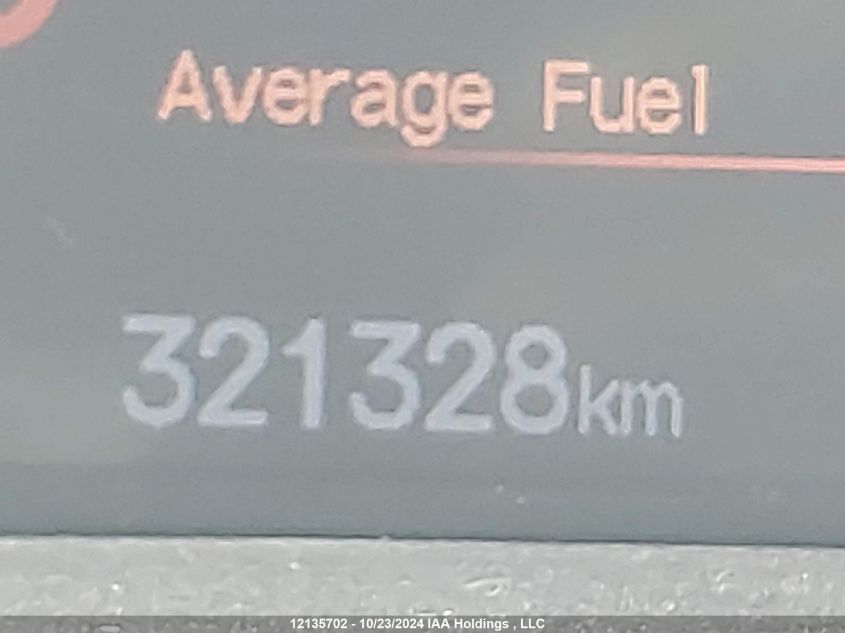 Average Fuel
321328km
12135702 - 10/23/2024 IAA Holdings , LLC